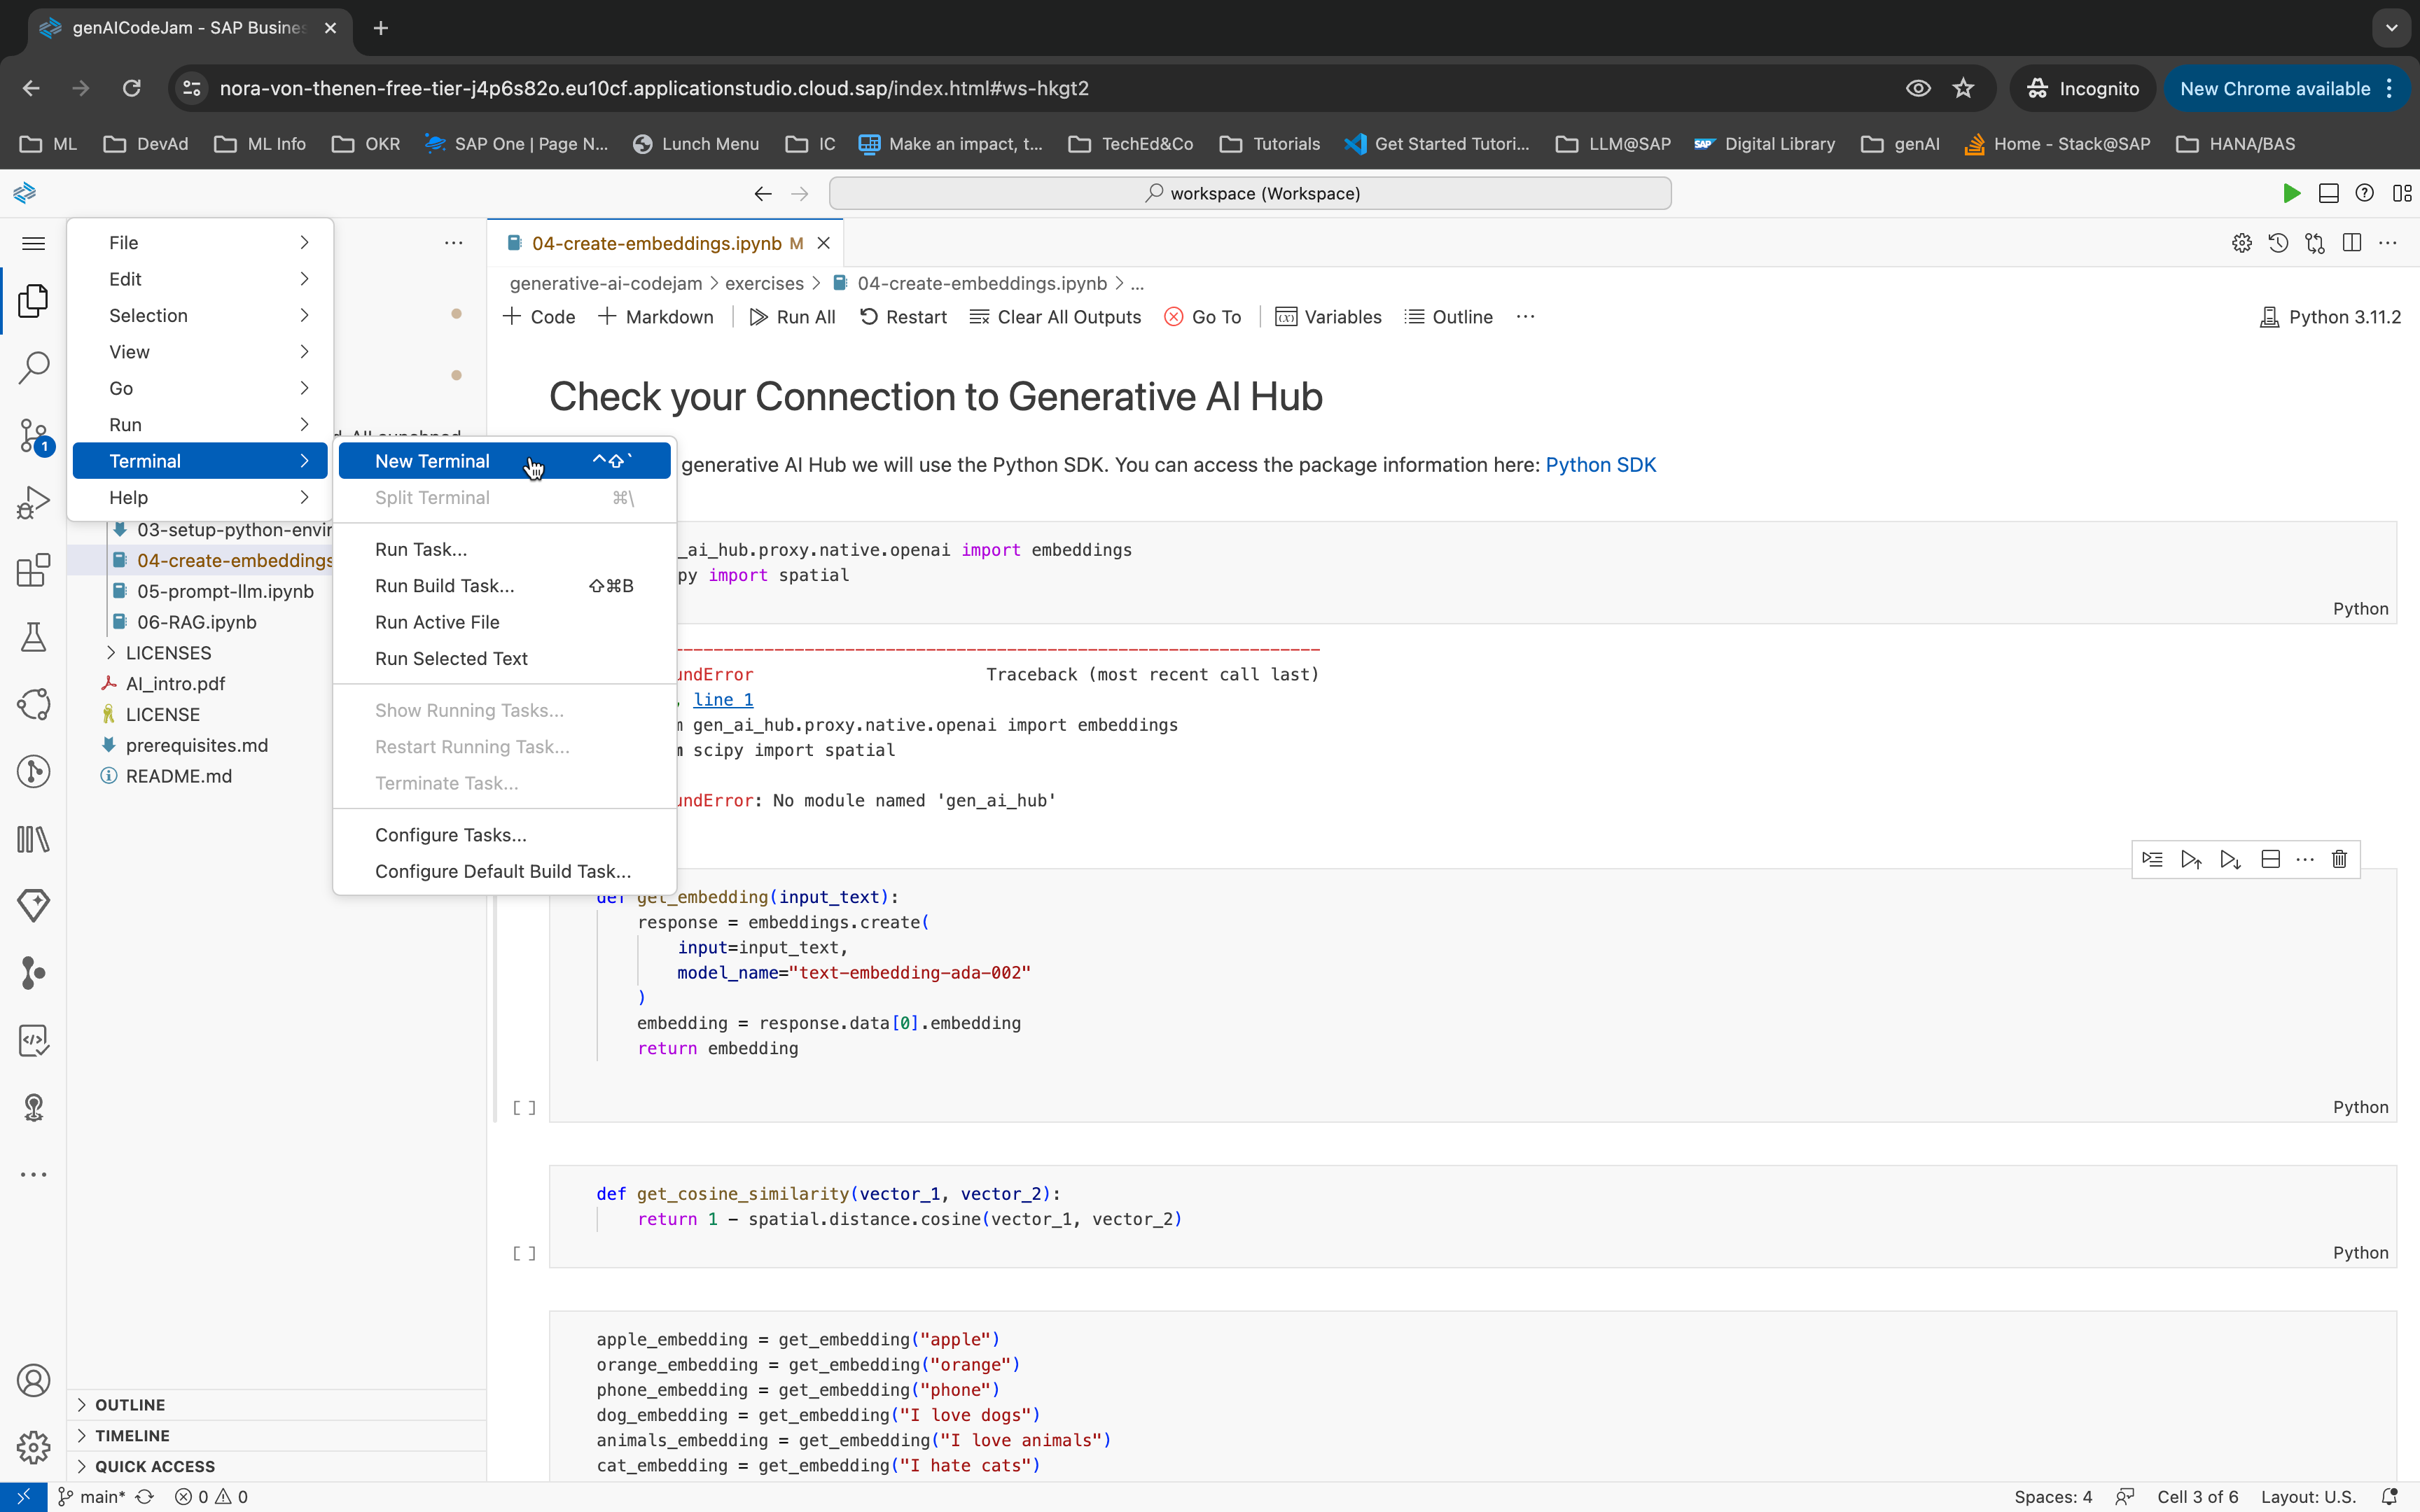 genAICodeJam - SAP Busines
nora-von-thenen-free-tier-j4p6s82o.eu10cf.applicationstudio.cloud.sap/index.html#ws-hkgt2
Incognito
New Chrome available
ML
DevAd
ML Info
OKR
SAP One | Page N...
Lunch Menu
IC
Make an impact, t...
TechEd&Co
Tutorials
Get Started Tutori...
LLM@SAP
Digital Library
genAI
Home - Stack@SAP
HANA/BAS
workspace (Workspace)
File
Edit
Selection
View
Go
Run
Terminal
Help
New Terminal ^⇧`
Split Terminal ⌘\
Run Task...
Run Build Task... ⇧⌘B
Run Active File
Run Selected Text
Show Running Tasks...
Restart Running Task...
Terminate Task...
Configure Tasks...
Configure Default Build Task...
1
03-setup-python-envir
04-create-embeddings
05-prompt-llm.ipynb
06-RAG.ipynb
LICENSES
AI_intro.pdf
LICENSE
prerequisites.md
README.md
OUTLINE
TIMELINE
QUICK ACCESS
04-create-embeddings.ipynb M
generative-ai-codejam > exercises > 04-create-embeddings.ipynb > ...
Code
Markdown
Run All
Restart
Clear All Outputs
Go To
Variables
Outline
Python 3.11.2
Check your Connection to Generative AI Hub
generative AI Hub we will use the Python SDK. You can access the package information here: Python SDK
_ai_hub.proxy.native.openai import embeddings
py import spatial
Python
undError Traceback (most recent call last)
, line 1
gen_ai_hub.proxy.native.openai import embeddings
scipy import spatial
undError: No module named 'gen_ai_hub'
def get_embedding(input_text):
response = embeddings.create(
input=input_text,
model_name="text-embedding-ada-002"
)
embedding = response.data[0].embedding
return embedding
[ ]
Python
def get_cosine_similarity(vector_1, vector_2):
return 1 - spatial.distance.cosine(vector_1, vector_2)
[ ]
Python
apple_embedding = get_embedding("apple")
orange_embedding = get_embedding("orange")
phone_embedding = get_embedding("phone")
dog_embedding = get_embedding("I love dogs")
animals_embedding = get_embedding("I love animals")
cat_embedding = get_embedding("I hate cats")
main*
0
0
Spaces: 4
Cell 3 of 6
Layout: U.S.